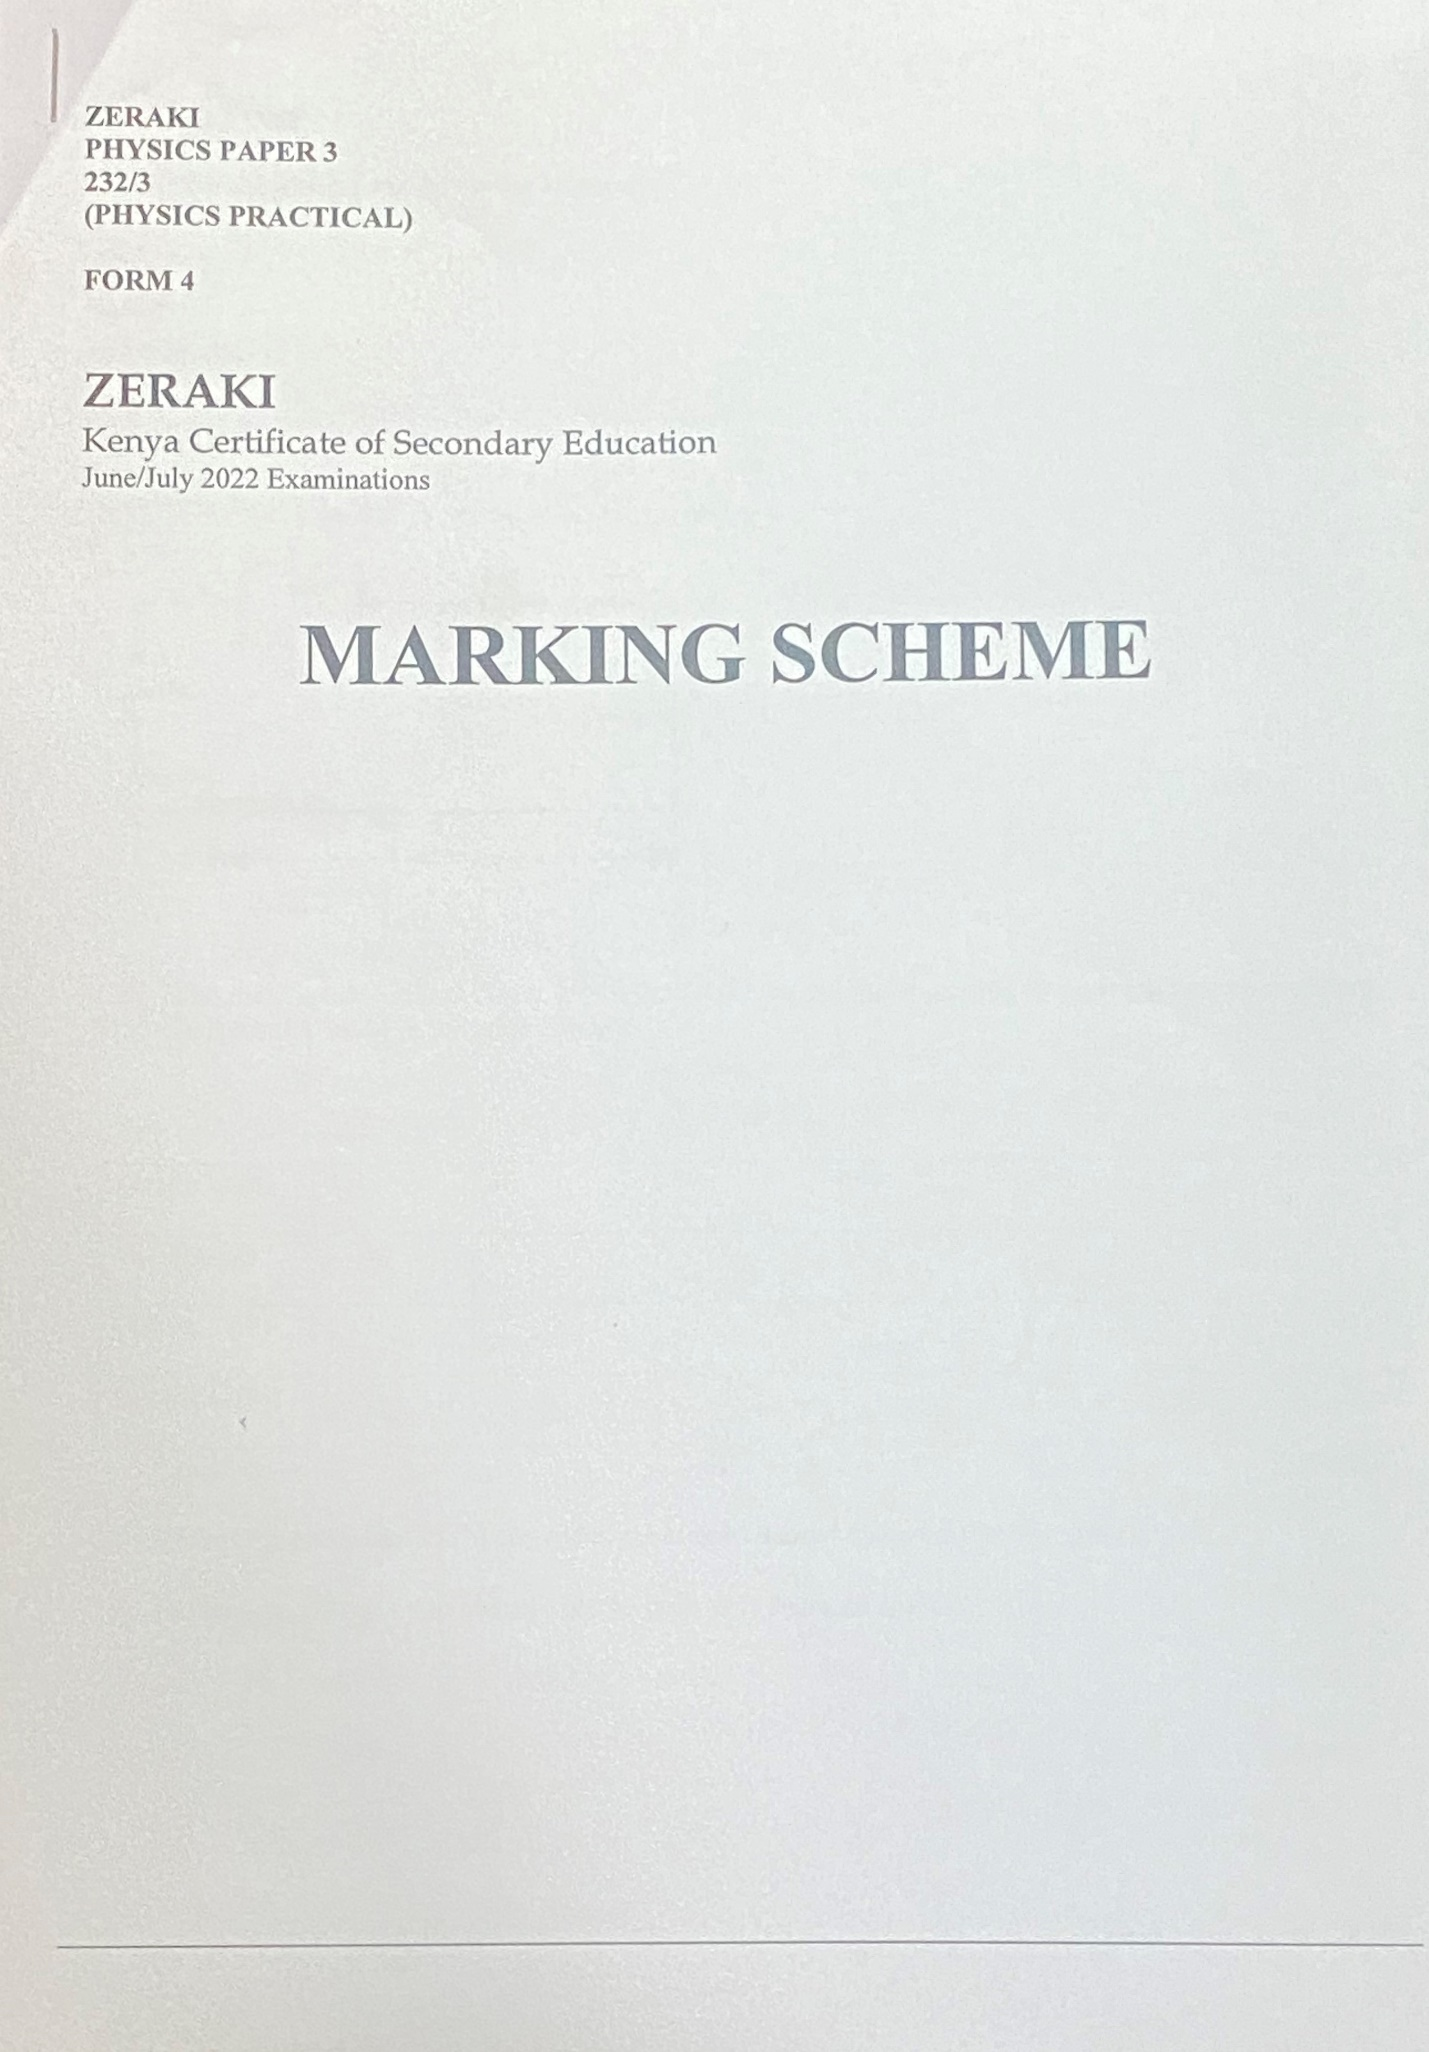 ZERAKI
PHYSICS PAPER 3
232/3
(PHYSICS PRACTICAL)
FORM 4
ZERAKI
Kenya Certificate of Secondary Education
June/July 2022 Examinations
MARKING SCHEME